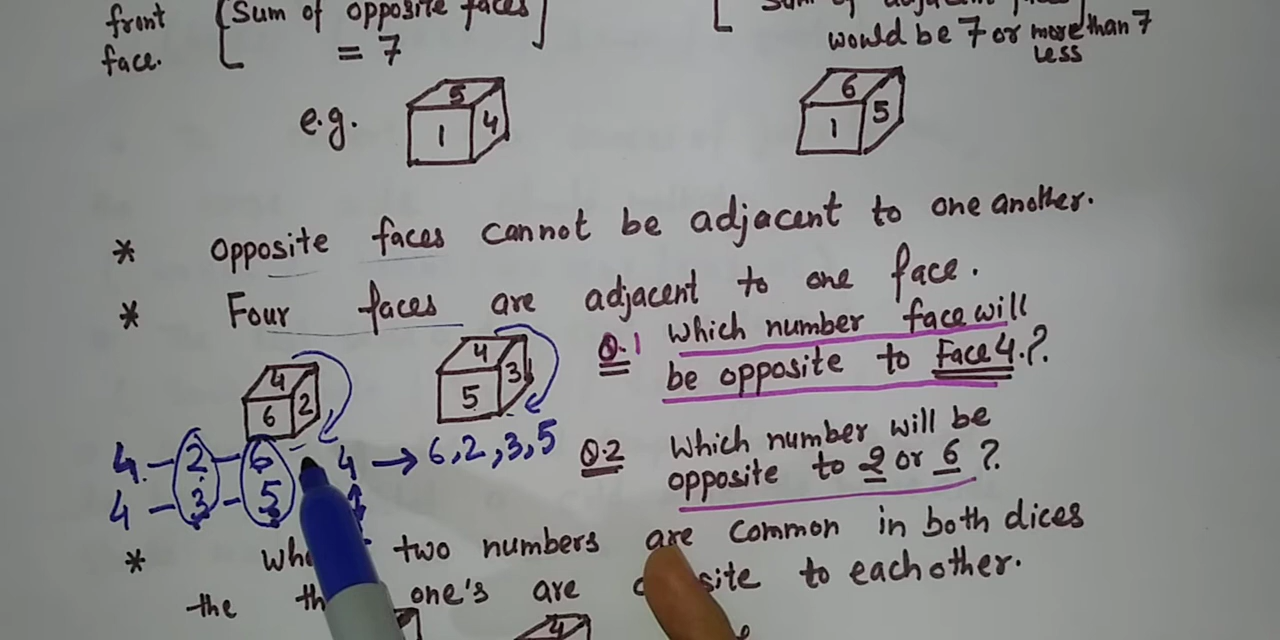 front [Sum of opposite faces]
face. = 7
would be 7 or more than 7
less
e.g.
5
1 4
6
1 5
* opposite faces cannot be adjacent to one another.
* Four faces are adjacent to one face.
4
6 2
4
5 3
Q.1 which number face will
be opposite to Face 4.?
4 - 2 - 6 - 4 → 6, 2, 3, 5
4 - 3 - 5
Q.2 Which number will be
opposite to 2 or 6 ?
* two numbers are common in both dices
the one's are to each other.
4